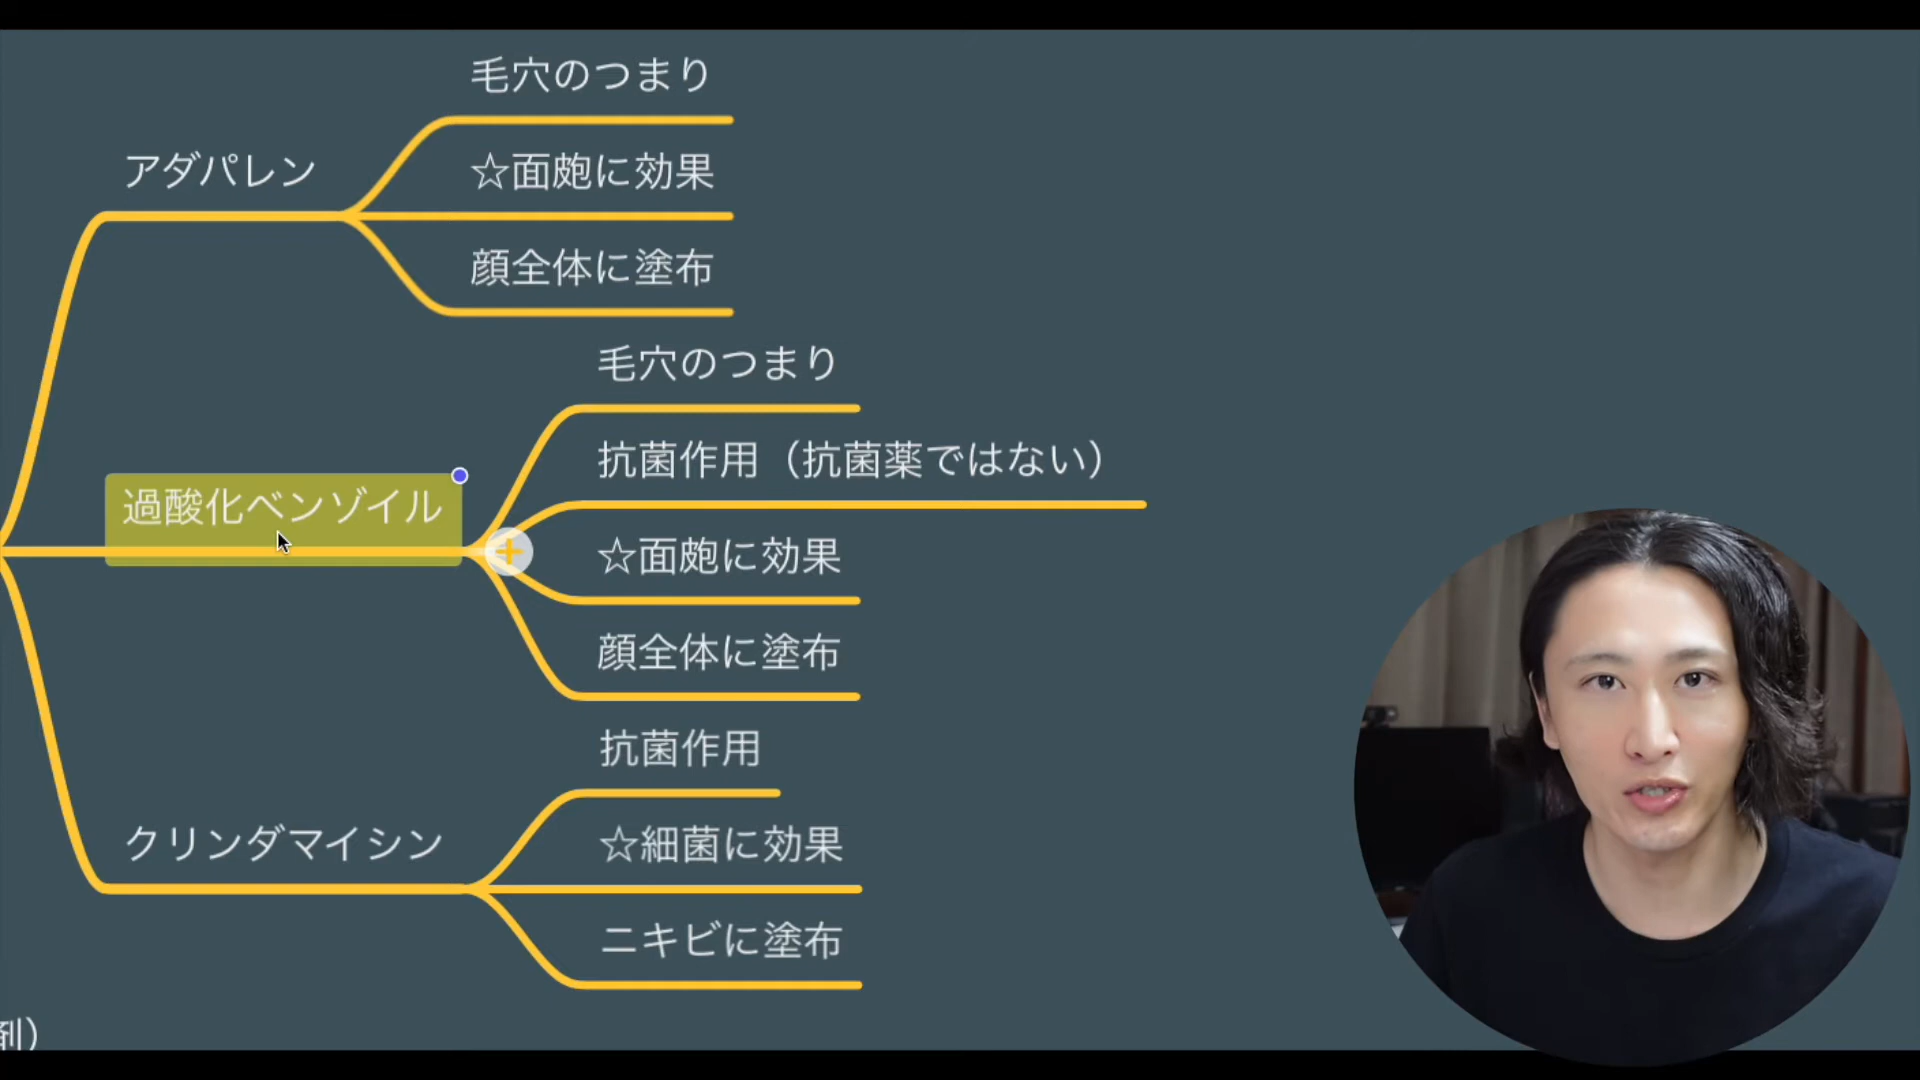 毛穴のつまり
アダパレン
☆面皰に効果
顔全体に塗布
毛穴のつまり
抗菌作用（抗菌薬ではない）
過酸化ベンゾイル
☆面皰に効果
顔全体に塗布
抗菌作用
クリンダマイシン
☆細菌に効果
ニキビに塗布
剤）